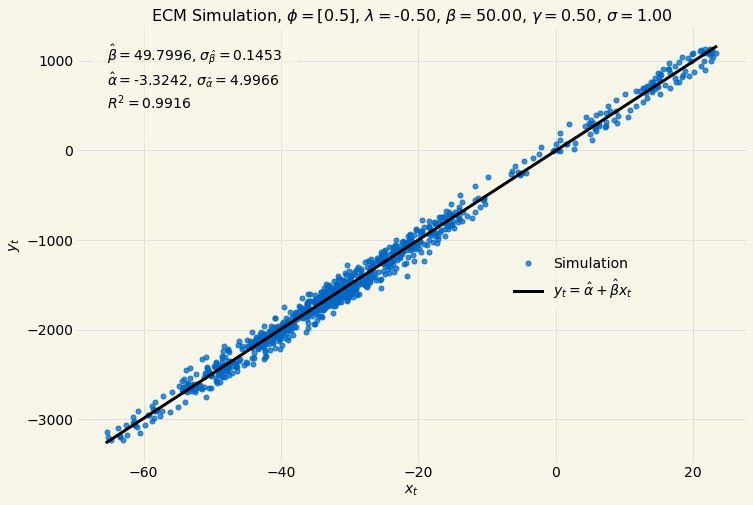 ECM Simulation, ϕ = [0.5], λ = -0.50, β = 50.00, γ = 0.50, σ = 1.00
β̂ = 49.7996, σ_β̂ = 0.1453
α̂ = -3.3242, σ_α̂ = 4.9966
R² = 0.9916
1000
0
−1000
−2000
−3000
y_t
Simulation
y_t = α̂ + β̂x_t
−60 −40 −20 0 20
x_t